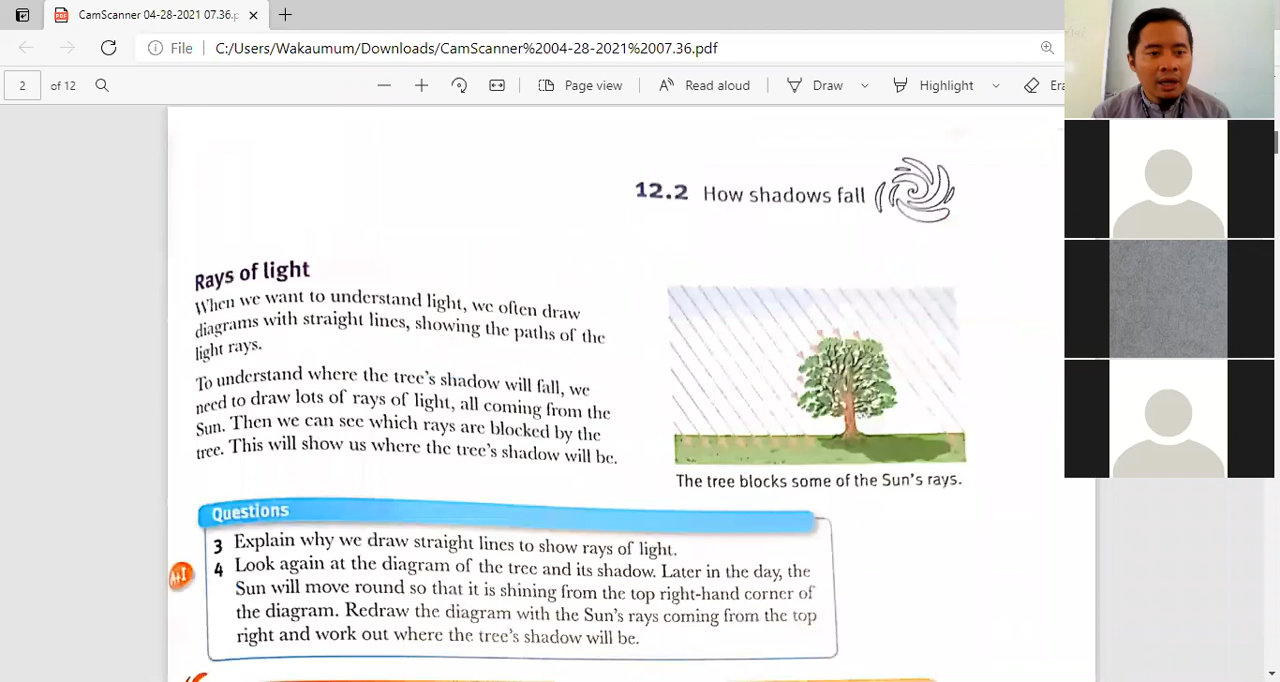 CamScanner 04-28-2021 07.36.p
File
C:/Users/Wakaumum/Downloads/CamScanner%2004-28-2021%2007.36.pdf
2 of 12
Page view
Read aloud
Draw
Highlight
Era
12.2 How shadows fall
Rays of light
When we want to understand light, we often draw
diagrams with straight lines, showing the paths of the
light rays.
To understand where the tree's shadow will fall, we
need to draw lots of rays of light, all coming from the
Sun. Then we can see which rays are blocked by the
tree. This will show us where the tree's shadow will be.
The tree blocks some of the Sun's rays.
Questions
3 Explain why we draw straight lines to show rays of light.
4 Look again at the diagram of the tree and its shadow. Later in the day, the
Sun will move round so that it is shining from the top right-hand corner of
the diagram. Redraw the diagram with the Sun's rays coming from the top
right and work out where the tree's shadow will be.
A+I